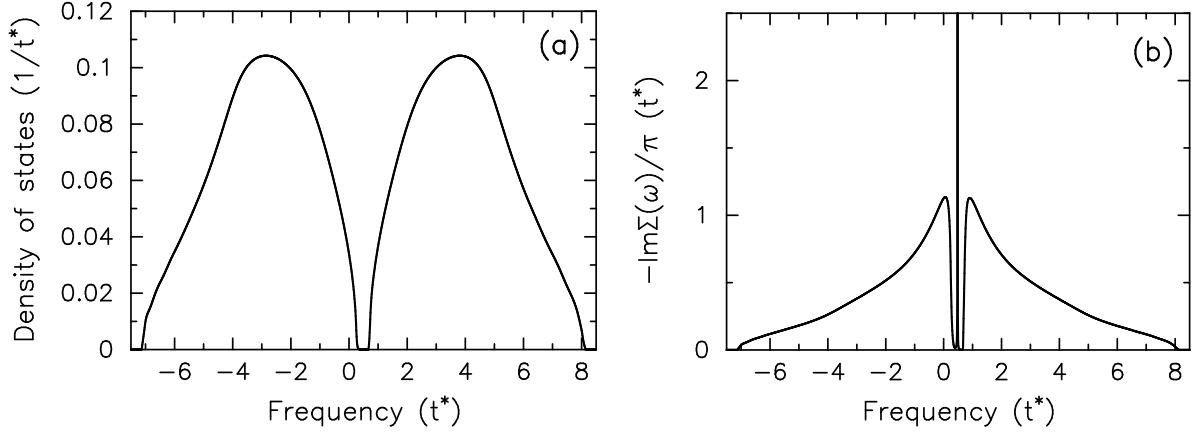 (a)
Density of states (1/t*)
0.12
0.1
0.08
0.06
0.04
0.02
0
−6 −4 −2 0 2 4 6 8
Frequency (t*)
(b)
−ImΣ(ω)/π (t*)
2
1
0
−6 −4 −2 0 2 4 6 8
Frequency (t*)